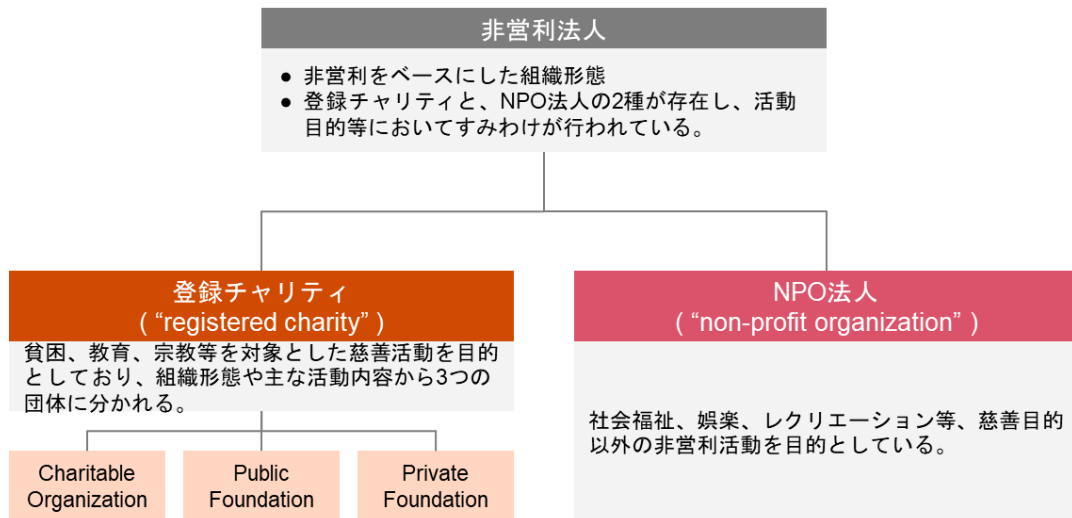 非営利法人
● 非営利をベースにした組織形態
● 登録チャリティと、NPO法人の2種が存在し、活動
目的等においてすみわけが行われている。
登録チャリティ
( “registered charity” )
貧困、教育、宗教等を対象とした慈善活動を目的
としており、組織形態や主な活動内容から3つの
団体に分かれる。
Charitable
Organization
Public
Foundation
Private
Foundation
NPO法人
( “non-profit organization” )
社会福祉、娯楽、レクリエーション等、慈善目的
以外の非営利活動を目的としている。